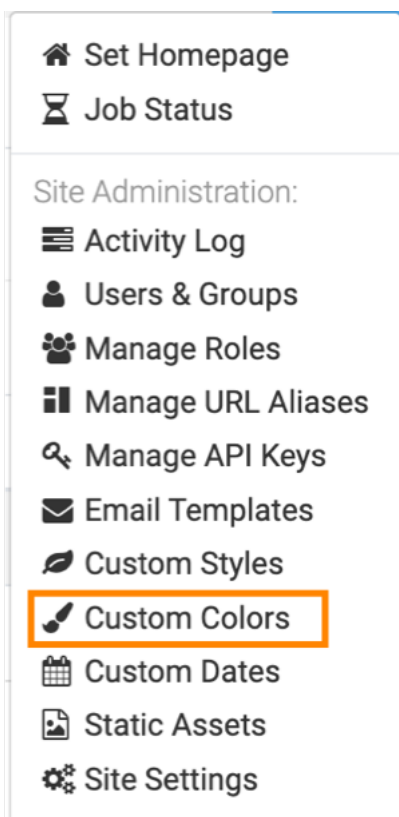 Set Homepage
Job Status
Site Administration:
Activity Log
Users & Groups
Manage Roles
Manage URL Aliases
Manage API Keys
Email Templates
Custom Styles
Custom Colors
Custom Dates
Static Assets
Site Settings